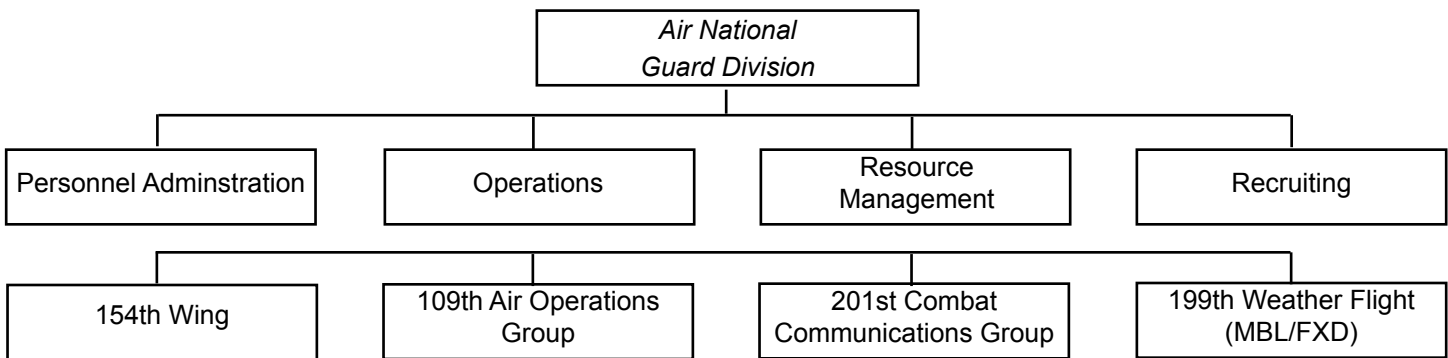 Air National
Guard Division
Personnel Adminstration
Operations
Resource
Management
Recruiting
154th Wing
109th Air Operations
Group
201st Combat
Communications Group
199th Weather Flight
(MBL/FXD)